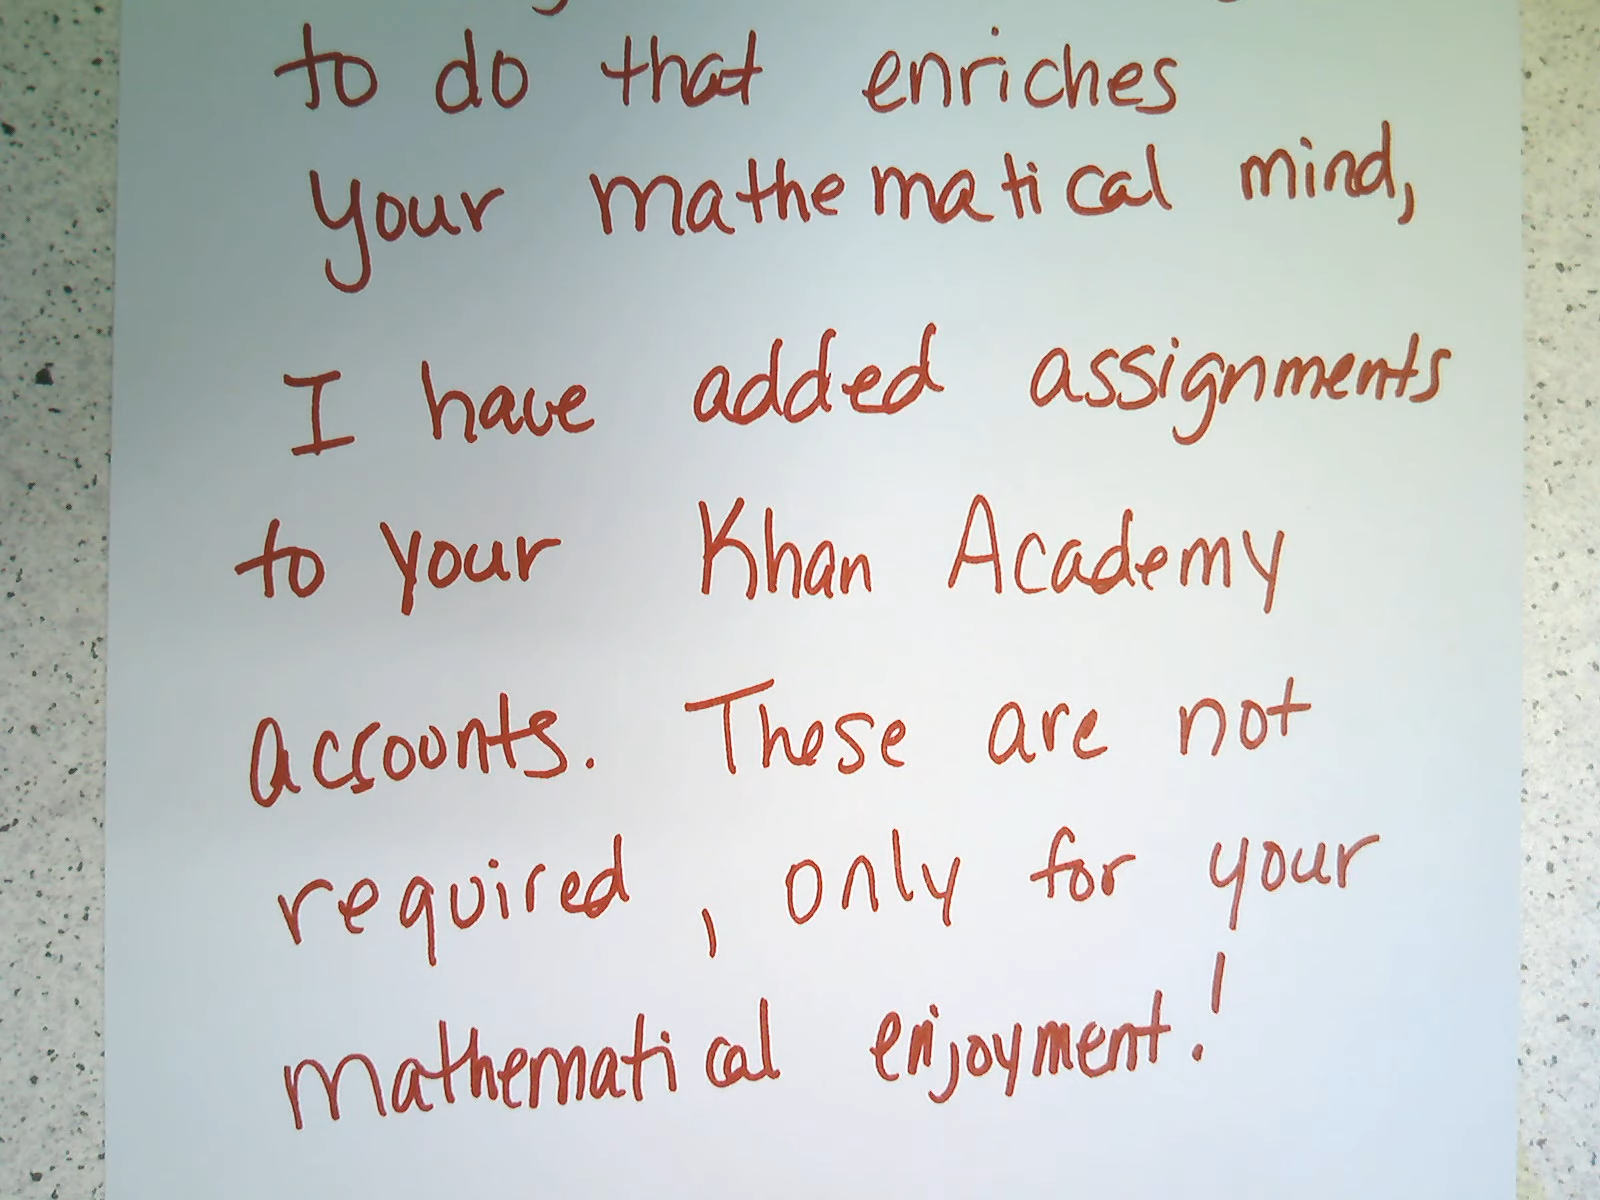 to do that enriches
your mathematical mind,
I have added assignments
to your Khan Academy
accounts. These are not
required, only for your
mathematical enjoyment!